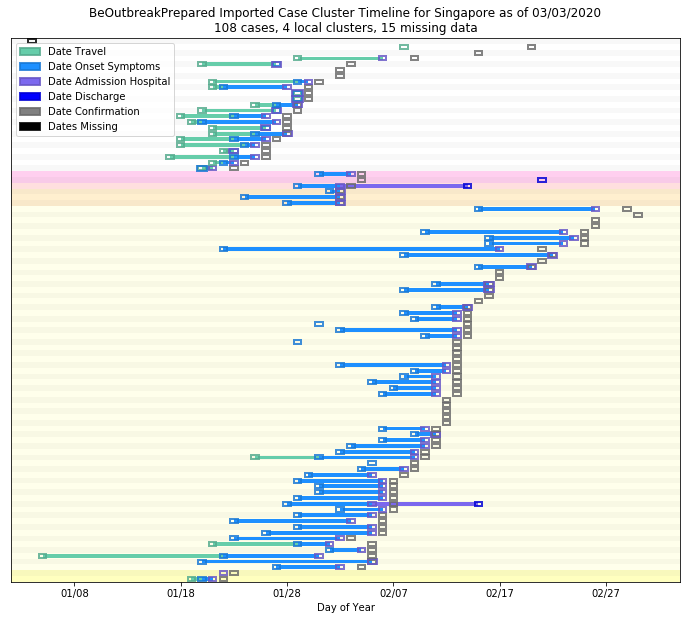 BeOutbreakPrepared Imported Case Cluster Timeline for Singapore as of 03/03/2020
108 cases, 4 local clusters, 15 missing data
Date Travel
Date Onset Symptoms
Date Admission Hospital
Date Discharge
Date Confirmation
Dates Missing
01/08 01/18 01/28 02/07 02/17 02/27
Day of Year